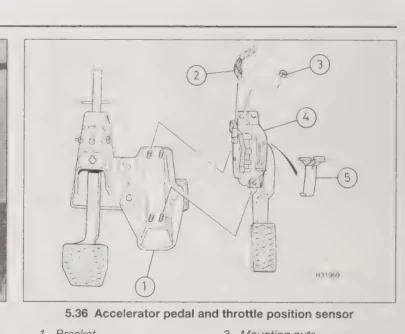 2
3
4
5
1
H31969
5.36 Accelerator pedal and throttle position sensor
1 Bracket
3 Mounting nuts